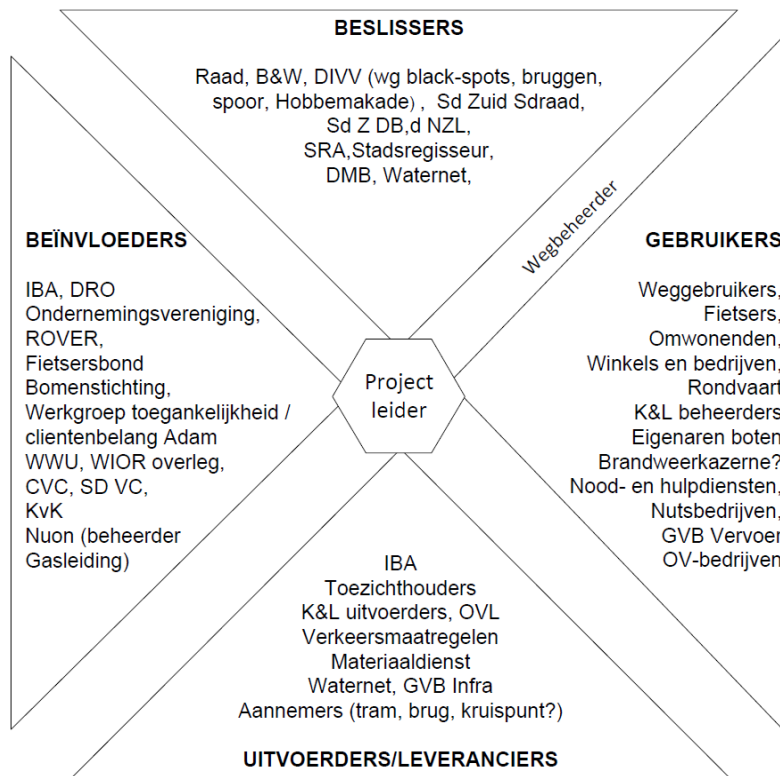 BESLISSERS
Raad, B&W, DIVV (wg black-spots, bruggen,
spoor, Hobbemakade) , Sd Zuid Sdraad,
Sd Z DB,d NZL,
SRA,Stadsregisseur,
DMB, Waternet,
Wegbeheerder
BEÏNVLOEDERS
IBA, DRO
Ondernemingsvereniging,
ROVER,
Fietsersbond
Bomenstichting,
Werkgroep toegankelijkheid /
clientenbelang Adam
WWU, WIOR overleg,
CVC, SD VC,
KvK
Nuon (beheerder
Gasleiding)
Project
leider
GEBRUIKERS
Weggebruikers,
Fietsers,
Omwonenden,
Winkels en bedrijven,
Rondvaart
K&L beheerders
Eigenaren boten
Brandweerkazerne?
Nood- en hulpdiensten,
Nutsbedrijven,
GVB Vervoer
OV-bedrijven
IBA
Toezichthouders
K&L uitvoerders, OVL
Verkeersmaatregelen
Materiaaldienst
Waternet, GVB Infra
Aannemers (tram, brug, kruispunt?)
UITVOERDERS/LEVERANCIERS